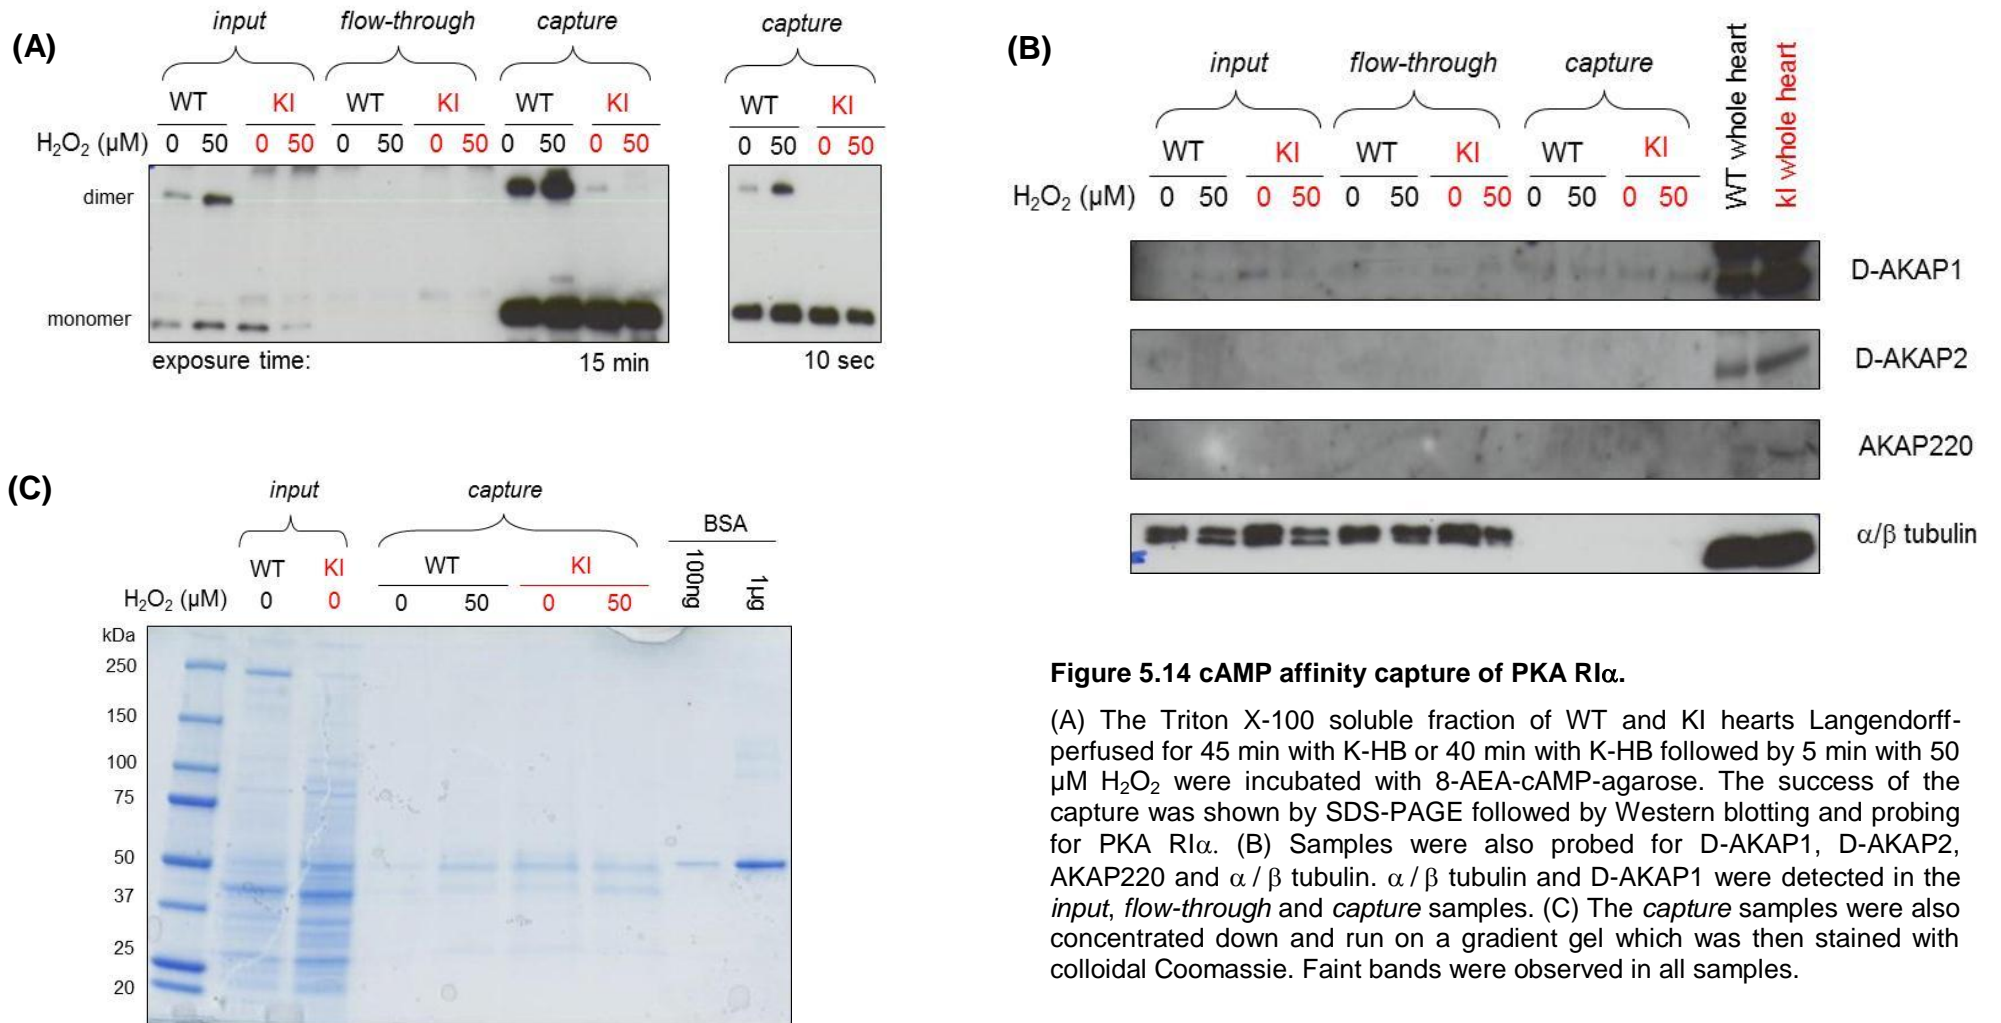 (A)
input flow-through capture capture
WT KI WT KI WT KI WT KI
H₂O₂ (µM) 0 50 0 50 0 50 0 50 0 50 0 50 0 50 0 50
dimer
monomer
exposure time: 15 min 10 sec
(B)
input flow-through capture
WT KI WT KI WT KI
H₂O₂ (µM) 0 50 0 50 0 50 0 50 0 50 0 50
WT whole heart
kI whole heart
D-AKAP1
D-AKAP2
AKAP220
α/β tubulin
(C)
input capture BSA
WT KI WT KI 100ng 1µg
H₂O₂ (µM) 0 0 0 50 0 50
kDa
250
150
100
75
50
37
25
20
Figure 5.14 cAMP affinity capture of PKA RIα.
(A) The Triton X-100 soluble fraction of WT and KI hearts Langendorff-
perfused for 45 min with K-HB or 40 min with K-HB followed by 5 min with 50
µM H₂O₂ were incubated with 8-AEA-cAMP-agarose. The success of the
capture was shown by SDS-PAGE followed by Western blotting and probing
for PKA RIα. (B) Samples were also probed for D-AKAP1, D-AKAP2,
AKAP220 and α / β tubulin. α / β tubulin and D-AKAP1 were detected in the
input, flow-through and capture samples. (C) The capture samples were also
concentrated down and run on a gradient gel which was then stained with
colloidal Coomassie. Faint bands were observed in all samples.